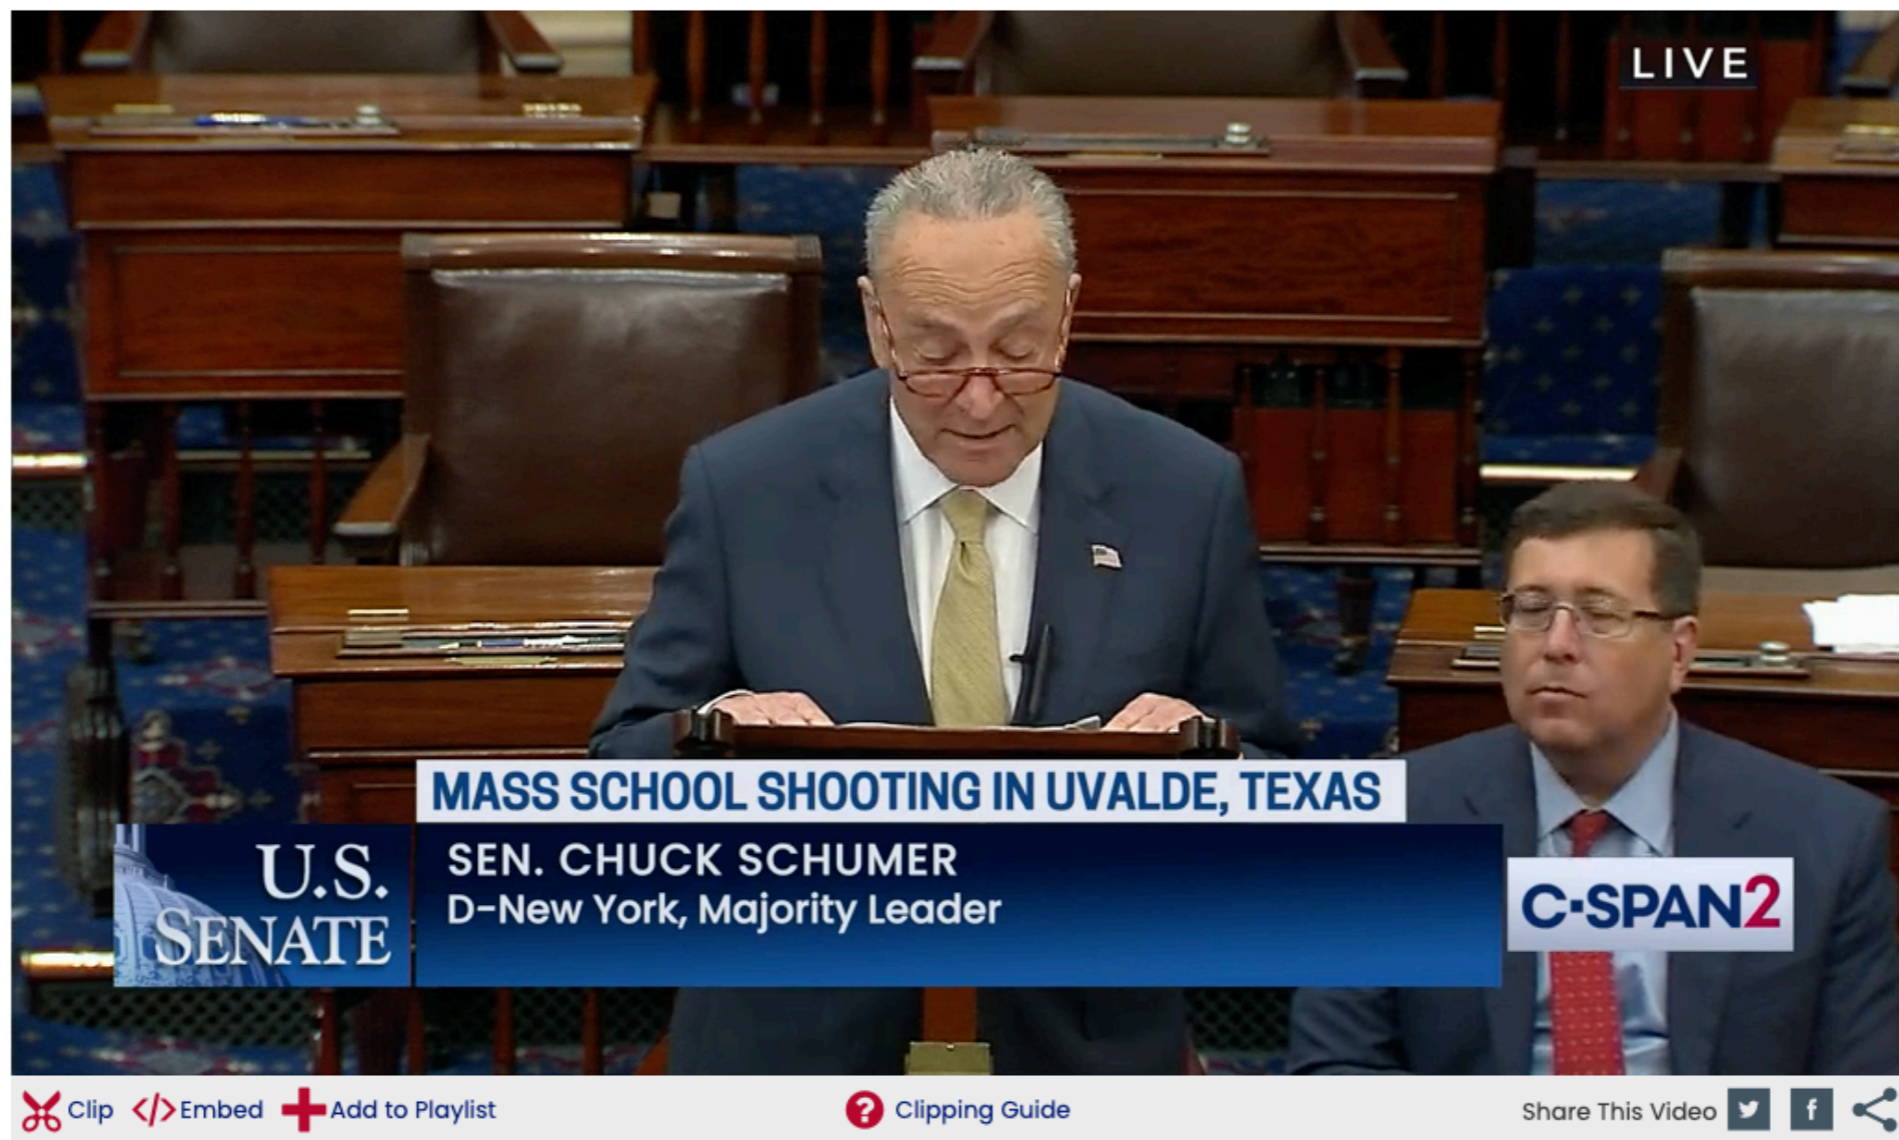 LIVE
MASS SCHOOL SHOOTING IN UVALDE, TEXAS
U.S.
SENATE
SEN. CHUCK SCHUMER
D-New York, Majority Leader
C-SPAN2
Clip
Embed
Add to Playlist
Clipping Guide
Share This Video